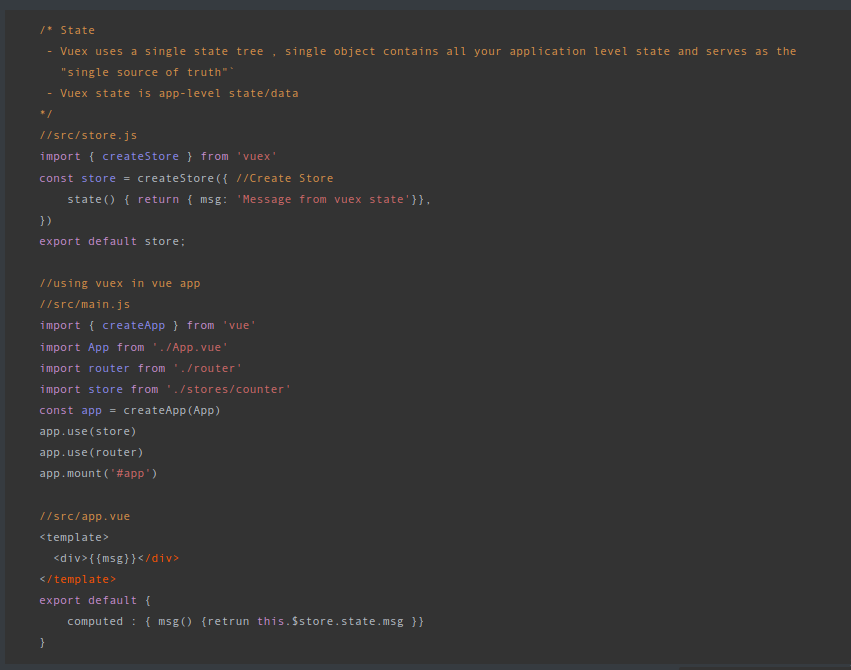 /* State
- Vuex uses a single state tree , single object contains all your application level state and serves as the
"single source of truth"`
- Vuex state is app-level state/data
*/
//src/store.js
import { createStore } from 'vuex'
const store = createStore({ //Create Store
    state() { return { msg: 'Message from vuex state'}},
})
export default store;

//using vuex in vue app
//src/main.js
import { createApp } from 'vue'
import App from './App.vue'
import router from './router'
import store from './stores/counter'
const app = createApp(App)
app.use(store)
app.use(router)
app.mount('#app')

//src/app.vue
<template>
  <div>{{msg}}</div>
</template>
export default {
    computed : { msg() {retrun this.$store.state.msg }}
}